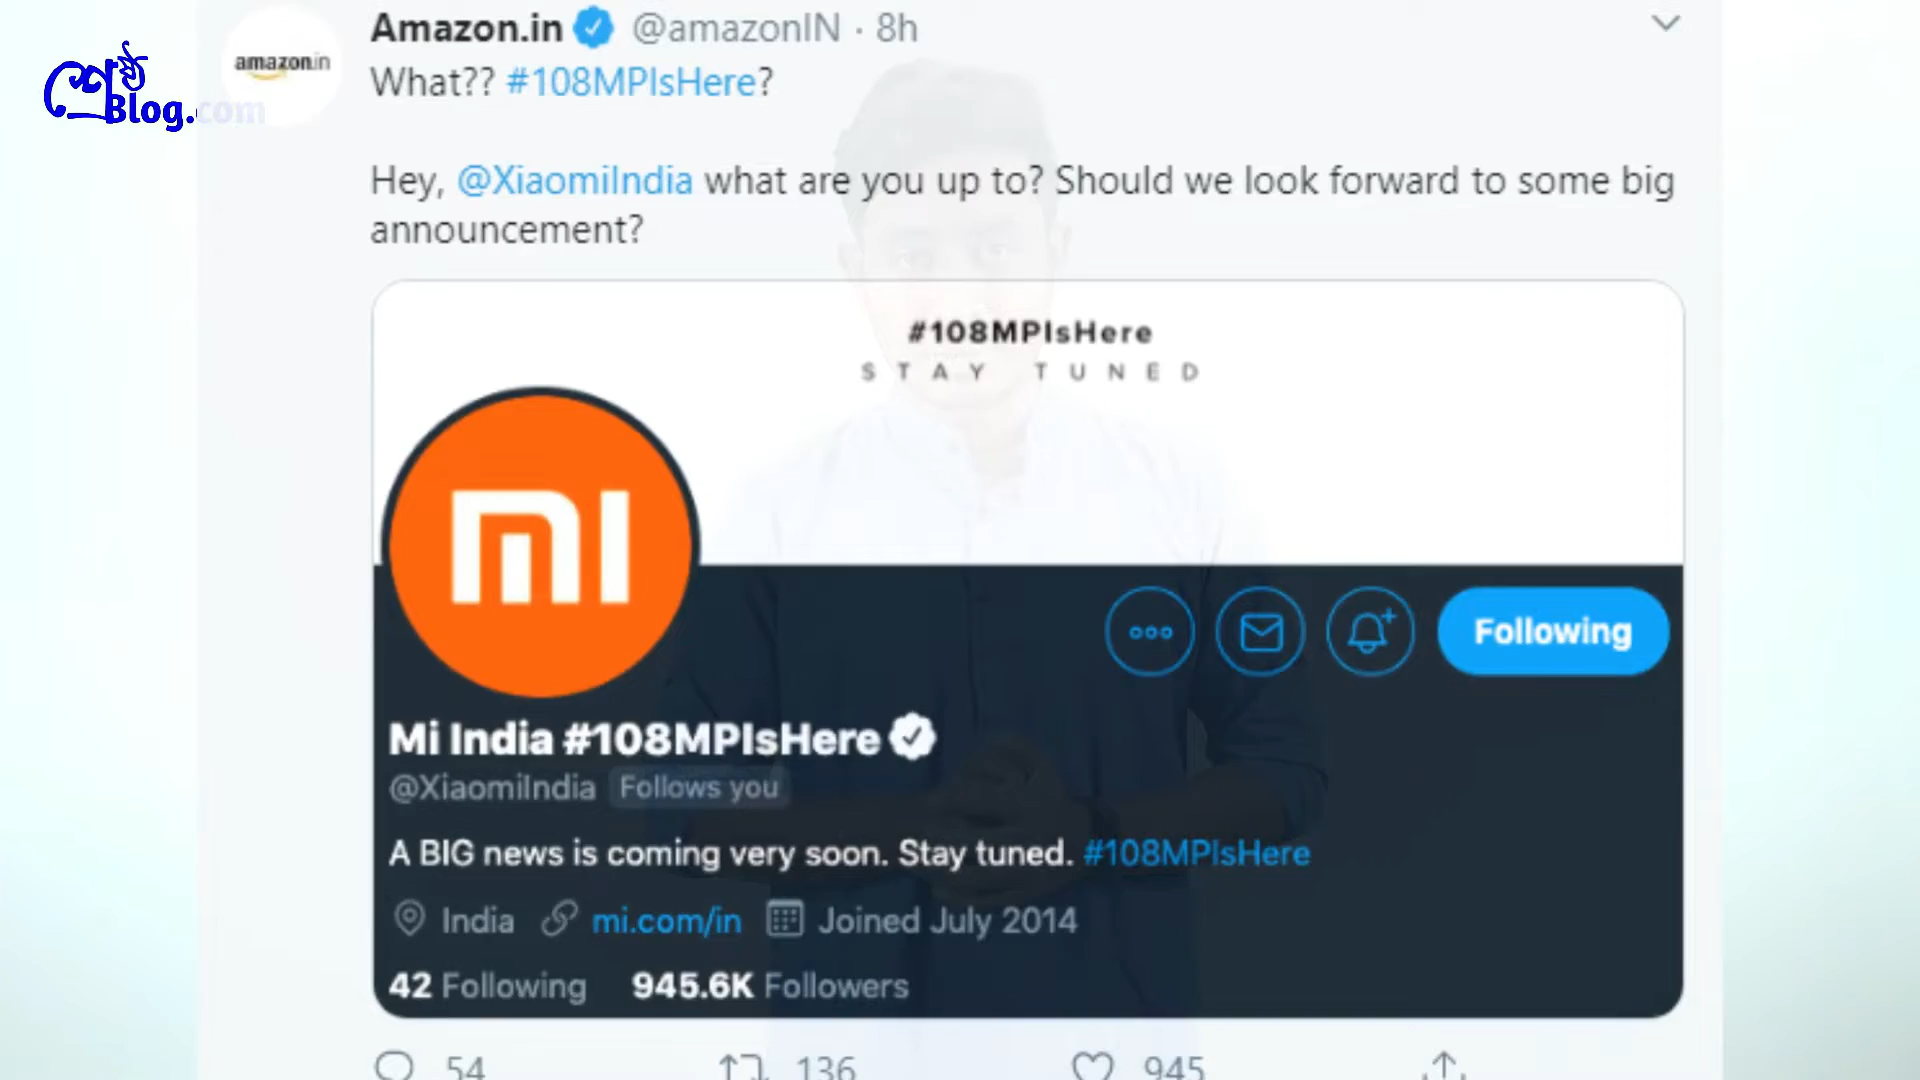 Amazon.in @amazonIN · 8h
amazon.in
Blog.com
What?? #108MPIsHere?
Hey, @XiaomiIndia what are you up to? Should we look forward to some big
announcement?
#108MPIsHere
STAY TUNED
Following
Mi India #108MPIsHere
@XiaomiIndia Follows you
A BIG news is coming very soon. Stay tuned. #108MPIsHere
India mi.com/in Joined July 2014
42 Following 945.6K Followers
54 136 945